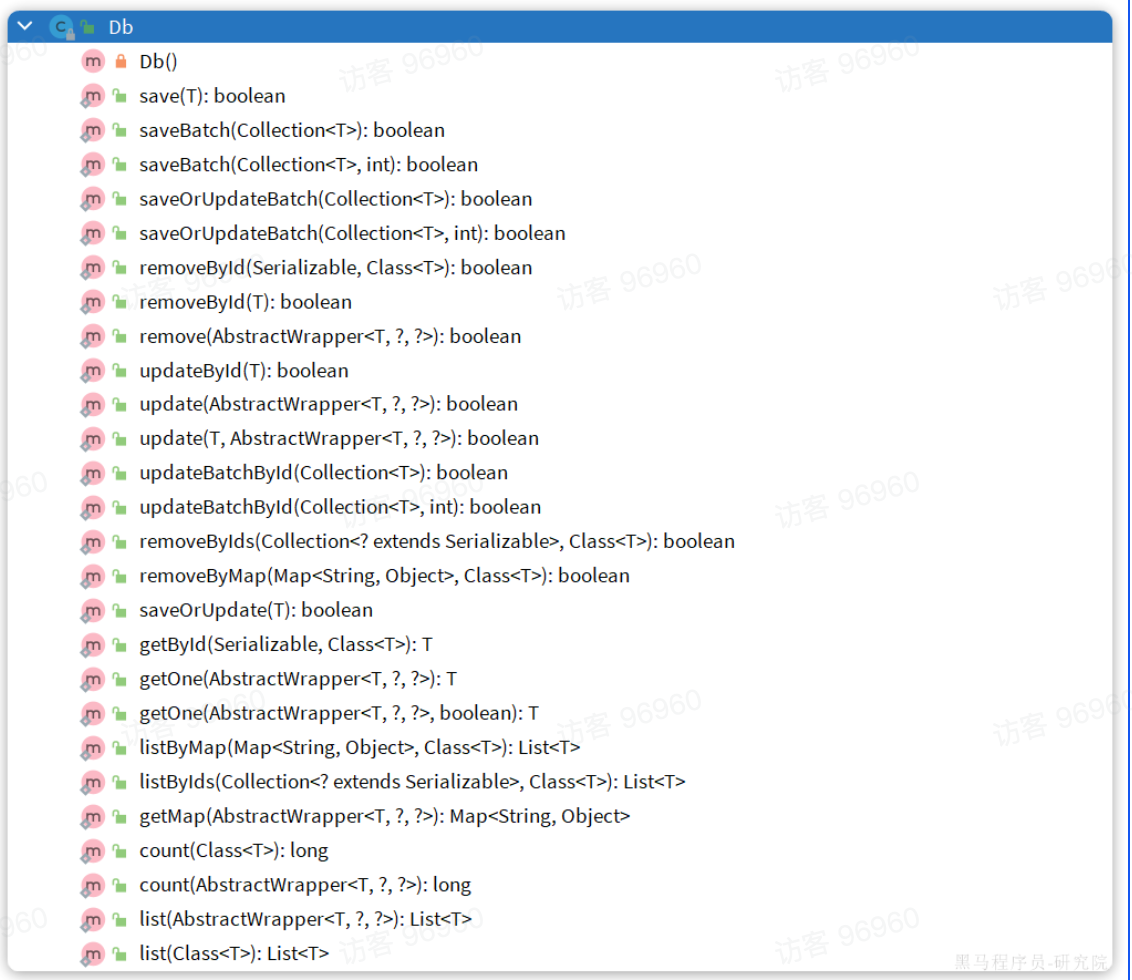 Db
Db()
save(T): boolean
saveBatch(Collection<T>): boolean
saveBatch(Collection<T>, int): boolean
saveOrUpdateBatch(Collection<T>): boolean
saveOrUpdateBatch(Collection<T>, int): boolean
removeById(Serializable, Class<T>): boolean
removeById(T): boolean
remove(AbstractWrapper<T, ?, ?>): boolean
updateById(T): boolean
update(AbstractWrapper<T, ?, ?>): boolean
update(T, AbstractWrapper<T, ?, ?>): boolean
updateBatchById(Collection<T>): boolean
updateBatchById(Collection<T>, int): boolean
removeByIds(Collection<? extends Serializable>, Class<T>): boolean
removeByMap(Map<String, Object>, Class<T>): boolean
saveOrUpdate(T): boolean
getById(Serializable, Class<T>): T
getOne(AbstractWrapper<T, ?, ?>): T
getOne(AbstractWrapper<T, ?, ?>, boolean): T
listByMap(Map<String, Object>, Class<T>): List<T>
listByIds(Collection<? extends Serializable>, Class<T>): List<T>
getMap(AbstractWrapper<T, ?, ?>): Map<String, Object>
count(Class<T>): long
count(AbstractWrapper<T, ?, ?>): long
list(AbstractWrapper<T, ?, ?>): List<T>
list(Class<T>): List<T>
访客 96960
黑马程序员-研究院